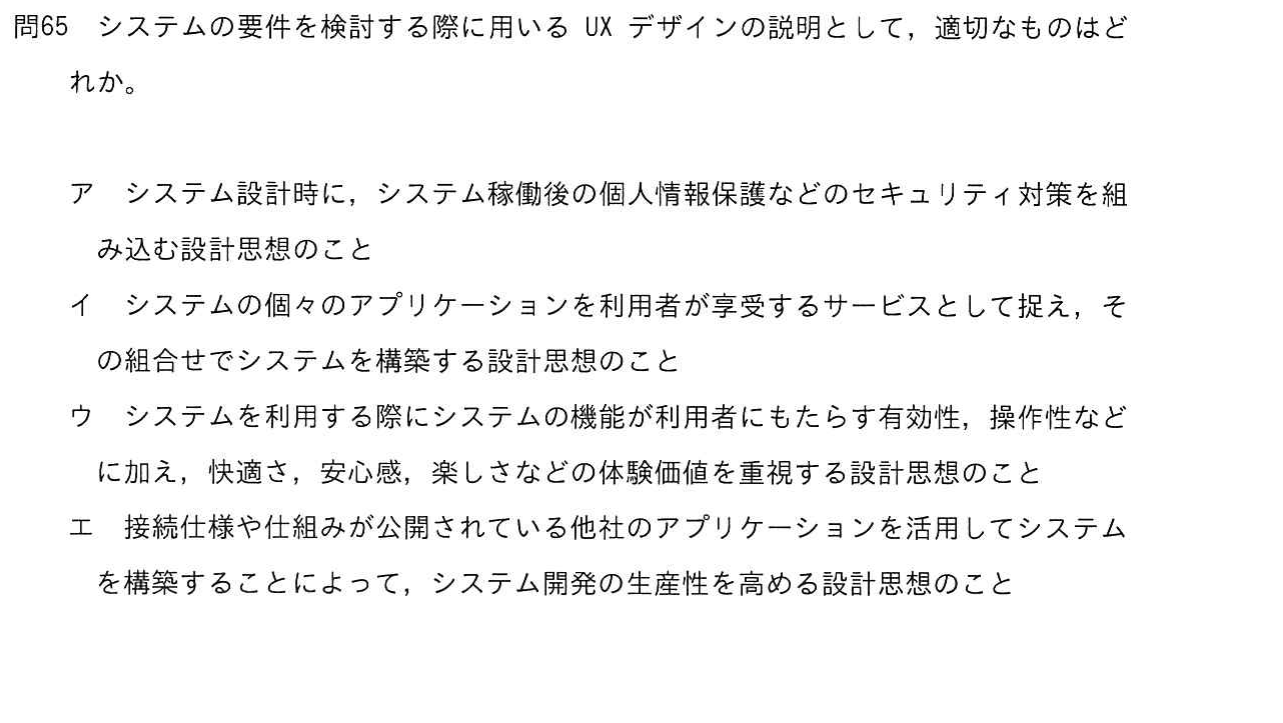 問65 システムの要件を検討する際に用いる UX デザインの説明として，適切なものはど
れか。
ア システム設計時に，システム稼働後の個人情報保護などのセキュリティ対策を組
み込む設計思想のこと
イ システムの個々のアプリケーションを利用者が享受するサービスとして捉え，そ
の組合せでシステムを構築する設計思想のこと
ウ システムを利用する際にシステムの機能が利用者にもたらす有効性，操作性など
に加え，快適さ，安心感，楽しさなどの体験価値を重視する設計思想のこと
エ 接続仕様や仕組みが公開されている他社のアプリケーションを活用してシステム
を構築することによって，システム開発の生産性を高める設計思想のこと